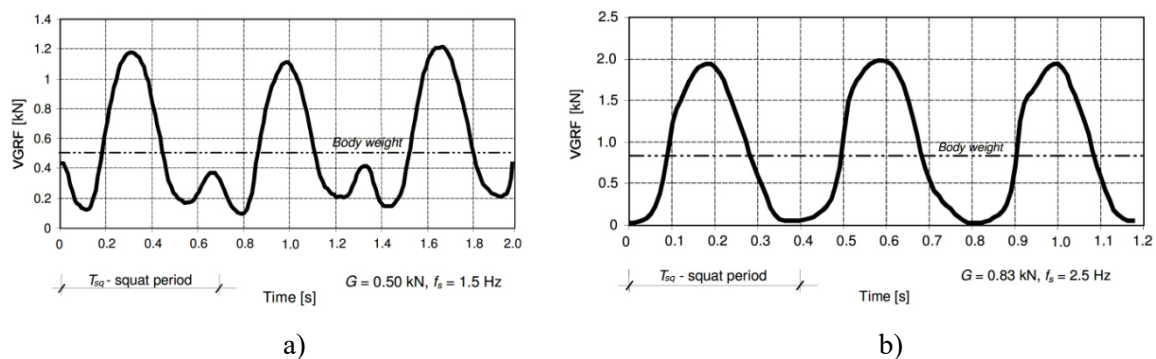 1.4
1.2
1
0.8
0.6
0.4
0.2
0
VGRF [kN]
Body weight
0 0.2 0.4 0.6 0.8 1.0 1.2 1.4 1.6 1.8 2.0
Tsq - squat period
G = 0.50 kN, fs = 1.5 Hz
Time [s]
a)
2.5
2.0
1.5
1.0
0.5
0
VGRF [kN]
Body weight
0 0.1 0.2 0.3 0.4 0.5 0.6 0.7 0.8 0.9 1.0 1.1 1.2
Tsq - squat period
G = 0.83 kN, fs = 2.5 Hz
Time [s]
b)